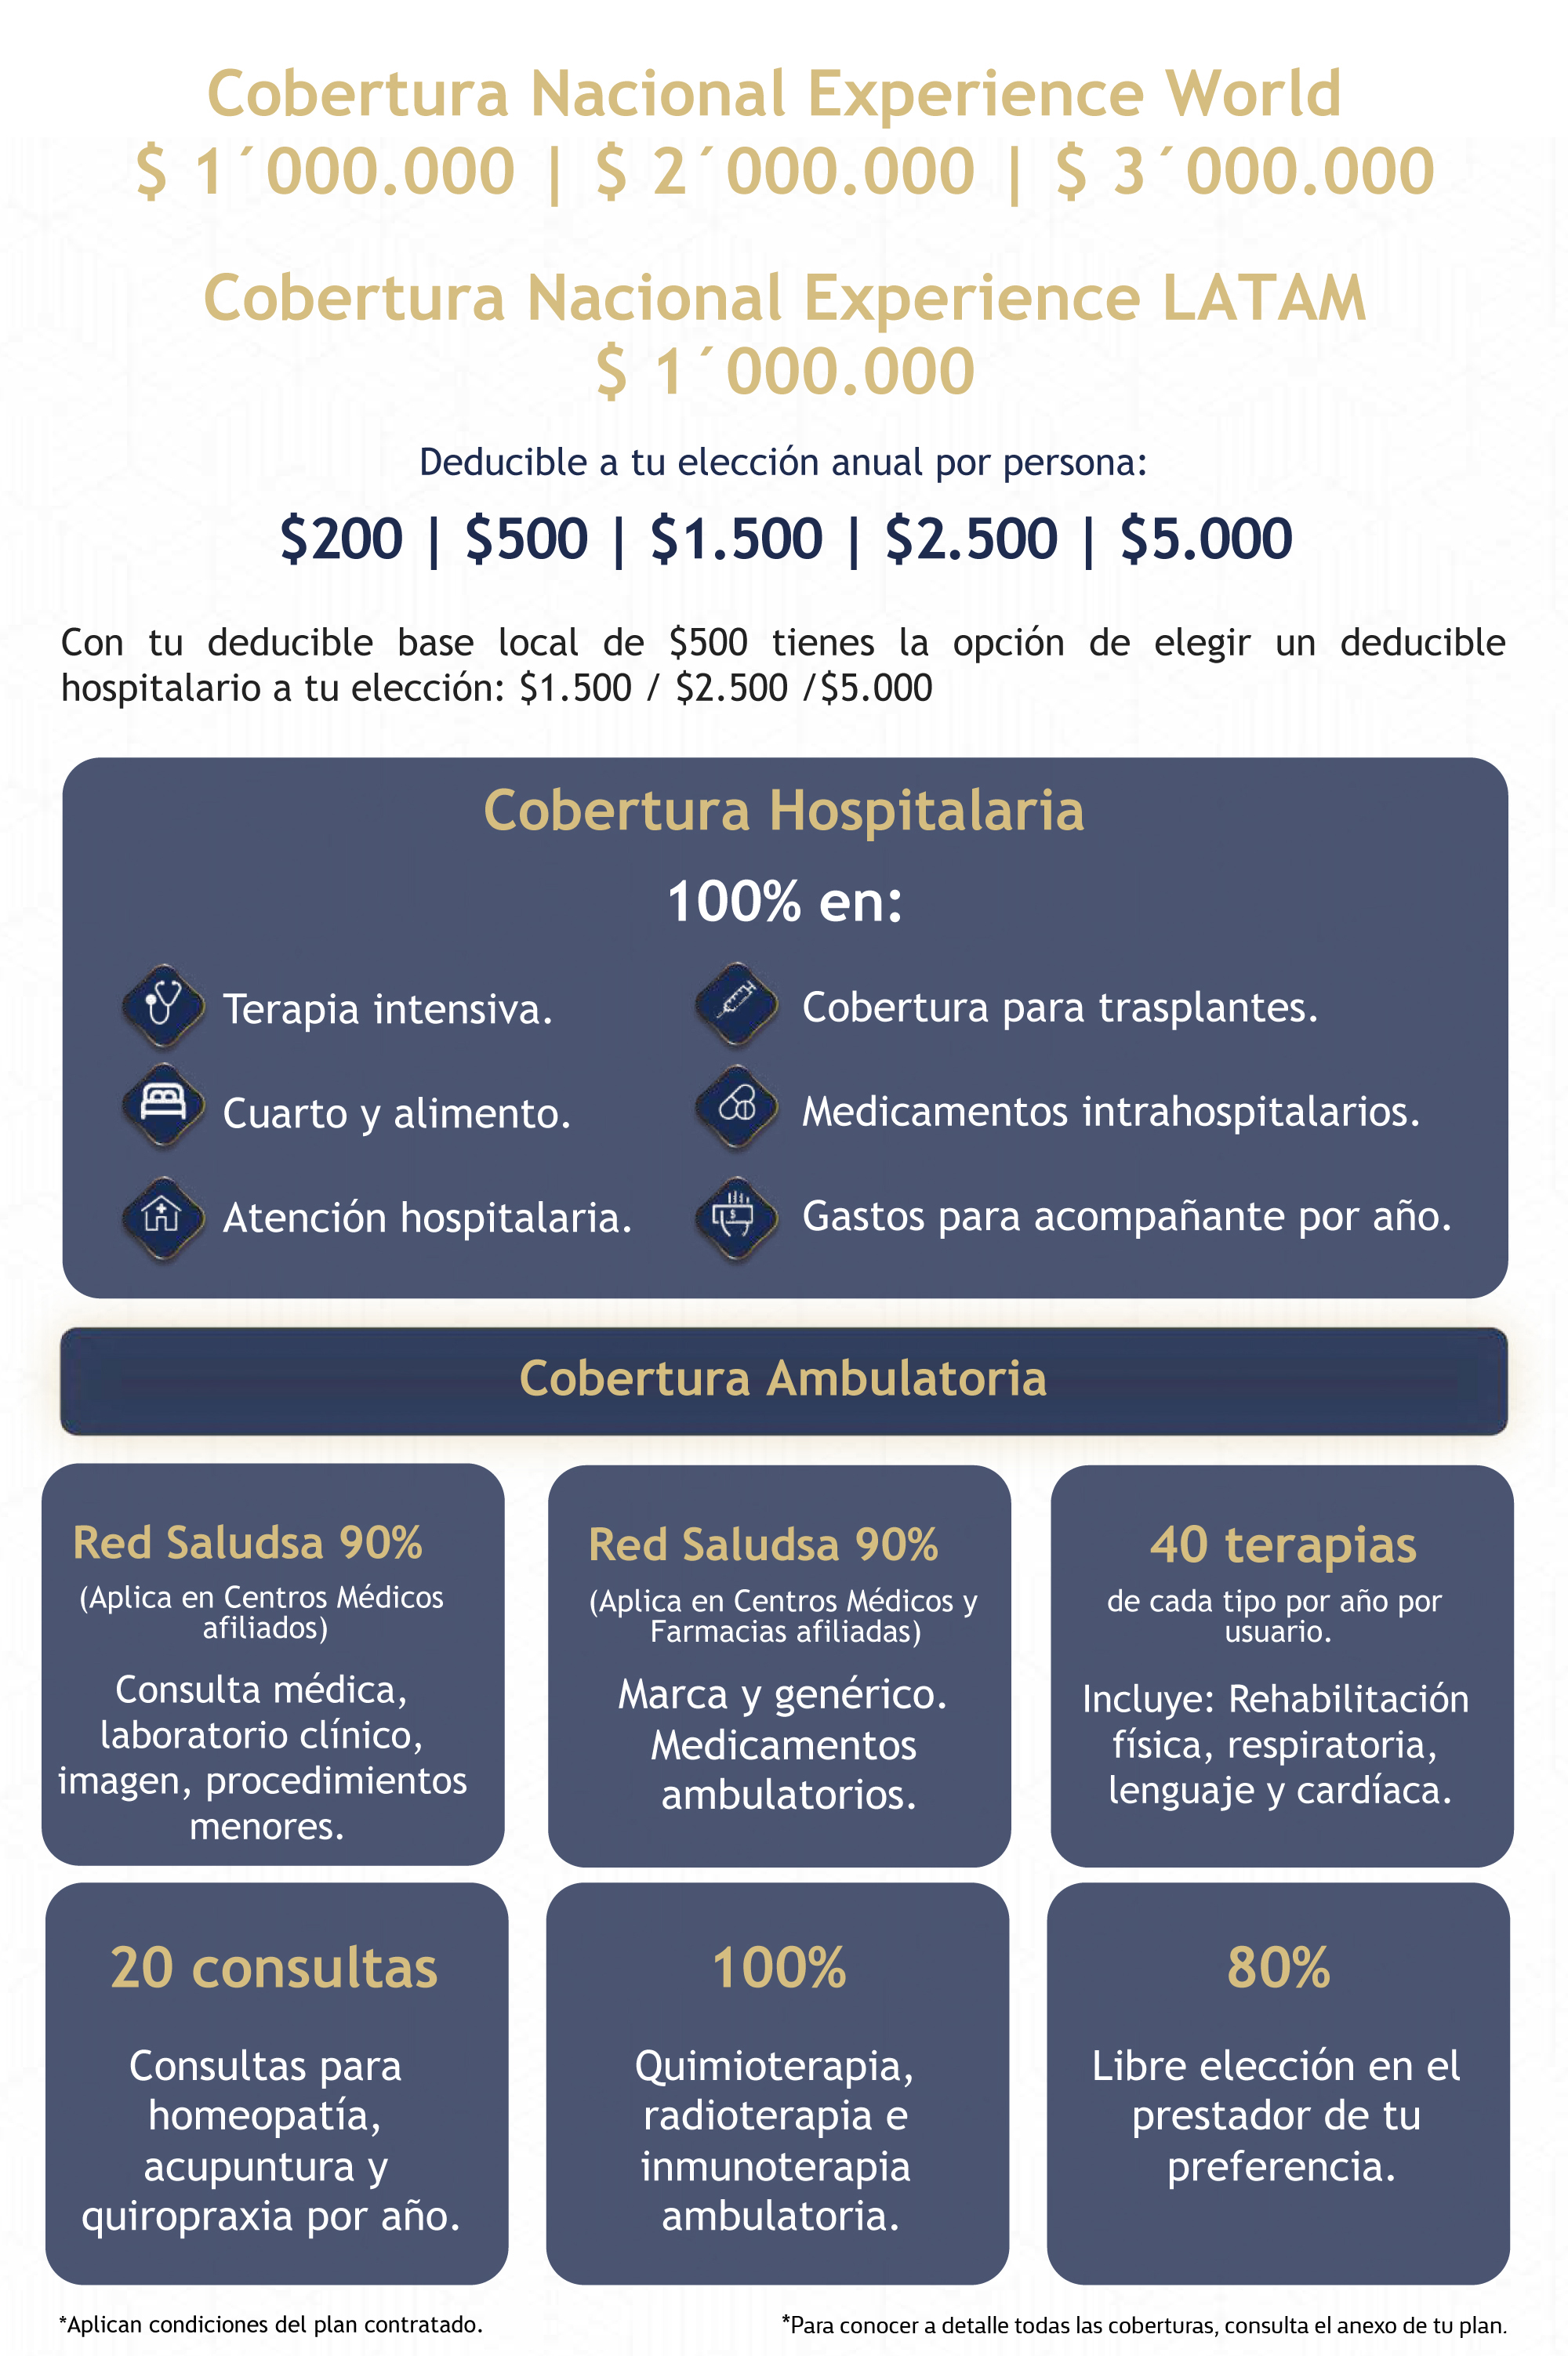 Cobertura Nacional Experience World
$ 1´000.000 | $ 2´000.000 | $ 3´000.000
Cobertura Nacional Experience LATAM
$ 1´000.000
Deducible a tu elección anual por persona:
$200 | $500 | $1.500 | $2.500 | $5.000
Con tu deducible base local de $500 tienes la opción de elegir un deducible
hospitalario a tu elección: $1.500 / $2.500 /$5.000
Cobertura Hospitalaria
100% en:
Terapia intensiva.
Cuarto y alimento.
Atención hospitalaria.
Cobertura para trasplantes.
Medicamentos intrahospitalarios.
Gastos para acompañante por año.
Cobertura Ambulatoria
Red Saludsa 90%
(Aplica en Centros Médicos
afiliados)
Consulta médica,
laboratorio clínico,
imagen, procedimientos
menores.
Red Saludsa 90%
(Aplica en Centros Médicos y
Farmacias afiliadas)
Marca y genérico.
Medicamentos
ambulatorios.
40 terapias
de cada tipo por año por
usuario.
Incluye: Rehabilitación
física, respiratoria,
lenguaje y cardíaca.
20 consultas
Consultas para
homeopatía,
acupuntura y
quiropraxia por año.
100%
Quimioterapia,
radioterapia e
inmunoterapia
ambulatoria.
80%
Libre elección en el
prestador de tu
preferencia.
*Aplican condiciones del plan contratado.
*Para conocer a detalle todas las coberturas, consulta el anexo de tu plan.